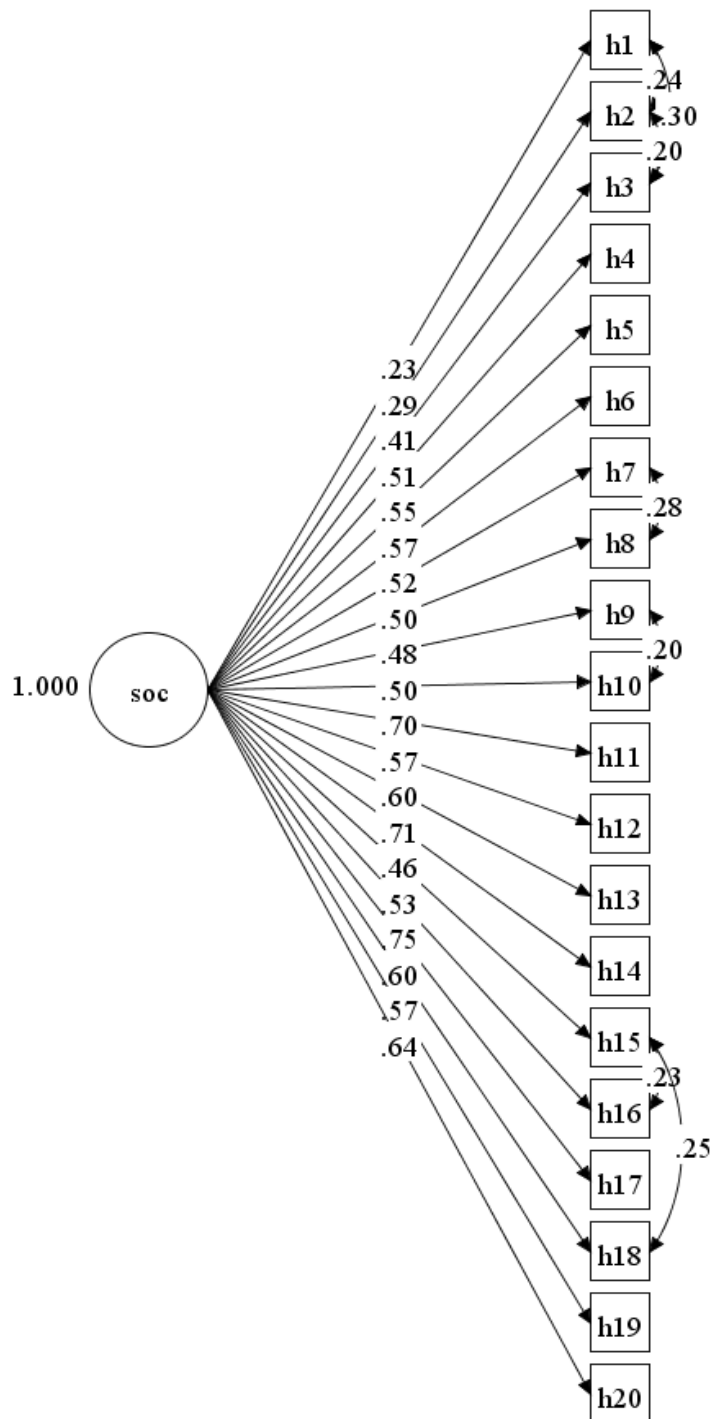 h1
.24
h2
.30
.20
h3
h4
h5
.23
.29
h6
.41
h7
.51
.28
.55
h8
.57
.52
h9
.50
.48
.20
1.000
soc
.50
h10
.70
h11
.57
.60
h12
.71
.46
h13
.53
.75
h14
.60
.57
h15
.64
.23
h16
.25
h17
h18
h19
h20